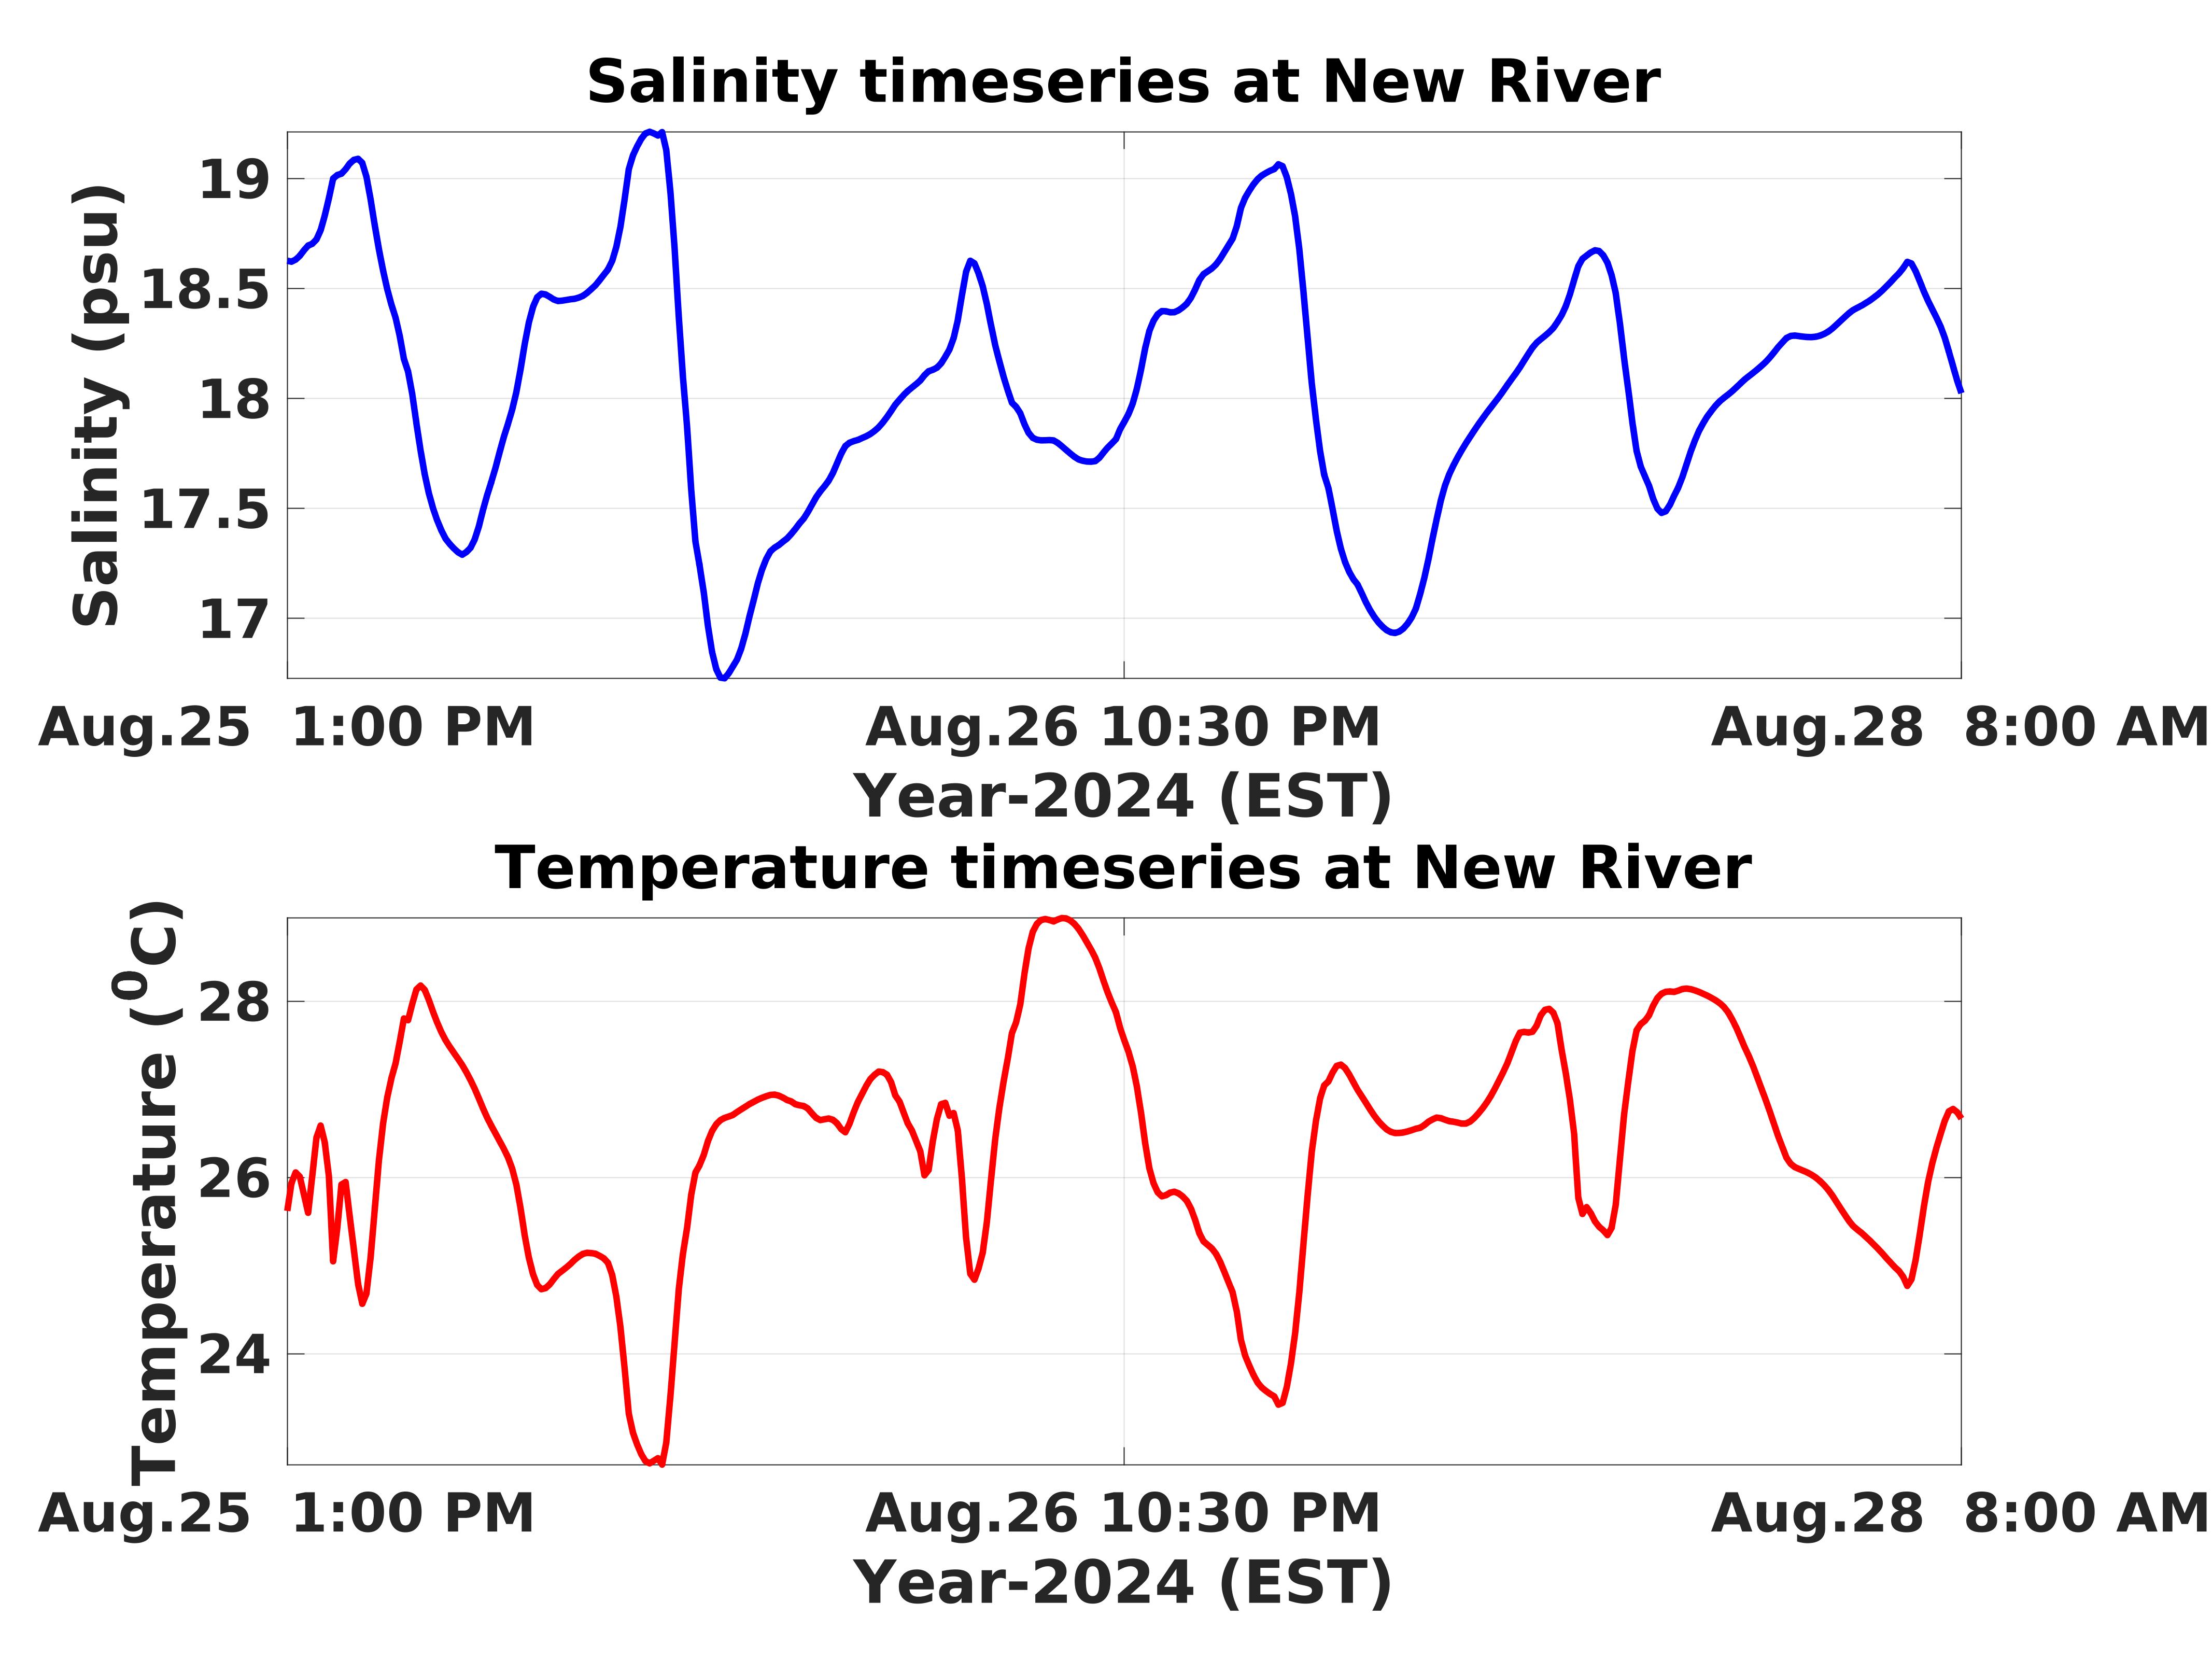 Salinity timeseries at New River
Salinity (psu)
19
18.5
18
17.5
17
Aug.25 1:00 PM Aug.26 10:30 PM Aug.28 8:00 AM
Year-2024 (EST)
Temperature timeseries at New River
Temperature (⁰C)
28
26
24
Aug.25 1:00 PM Aug.26 10:30 PM Aug.28 8:00 AM
Year-2024 (EST)